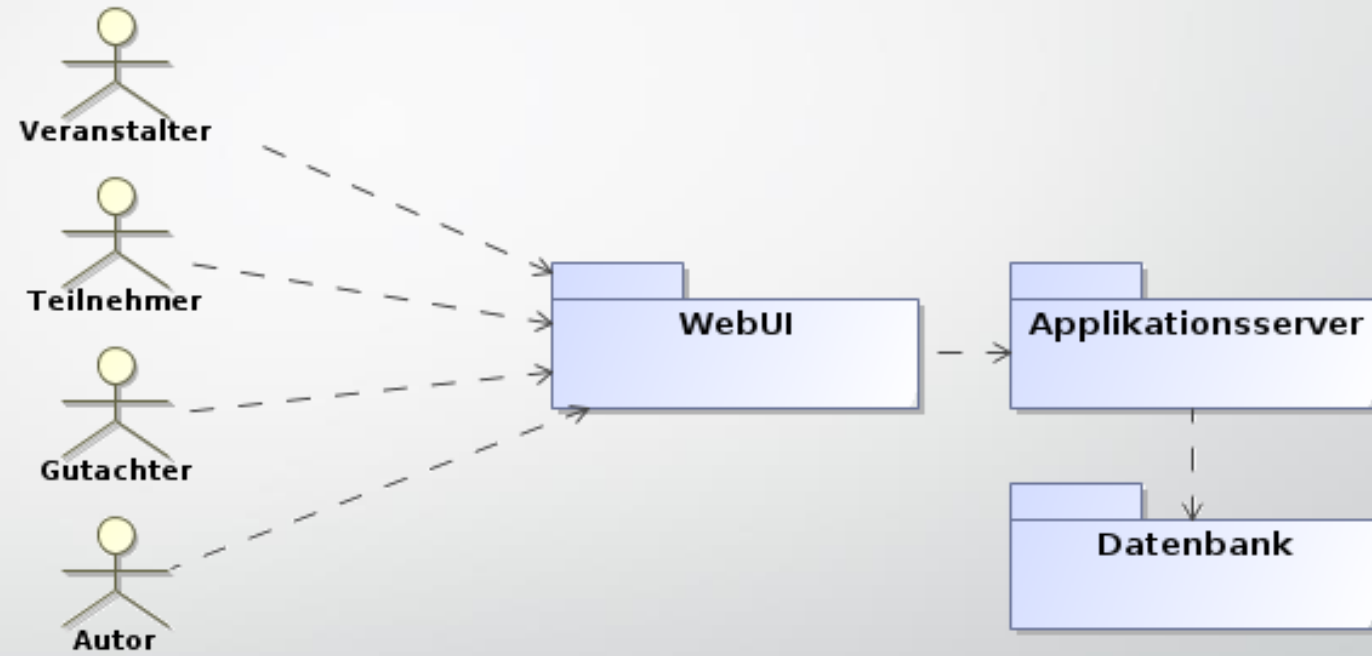 Veranstalter
Teilnehmer
WebUI
Applikationsserver
Gutachter
Datenbank
Autor